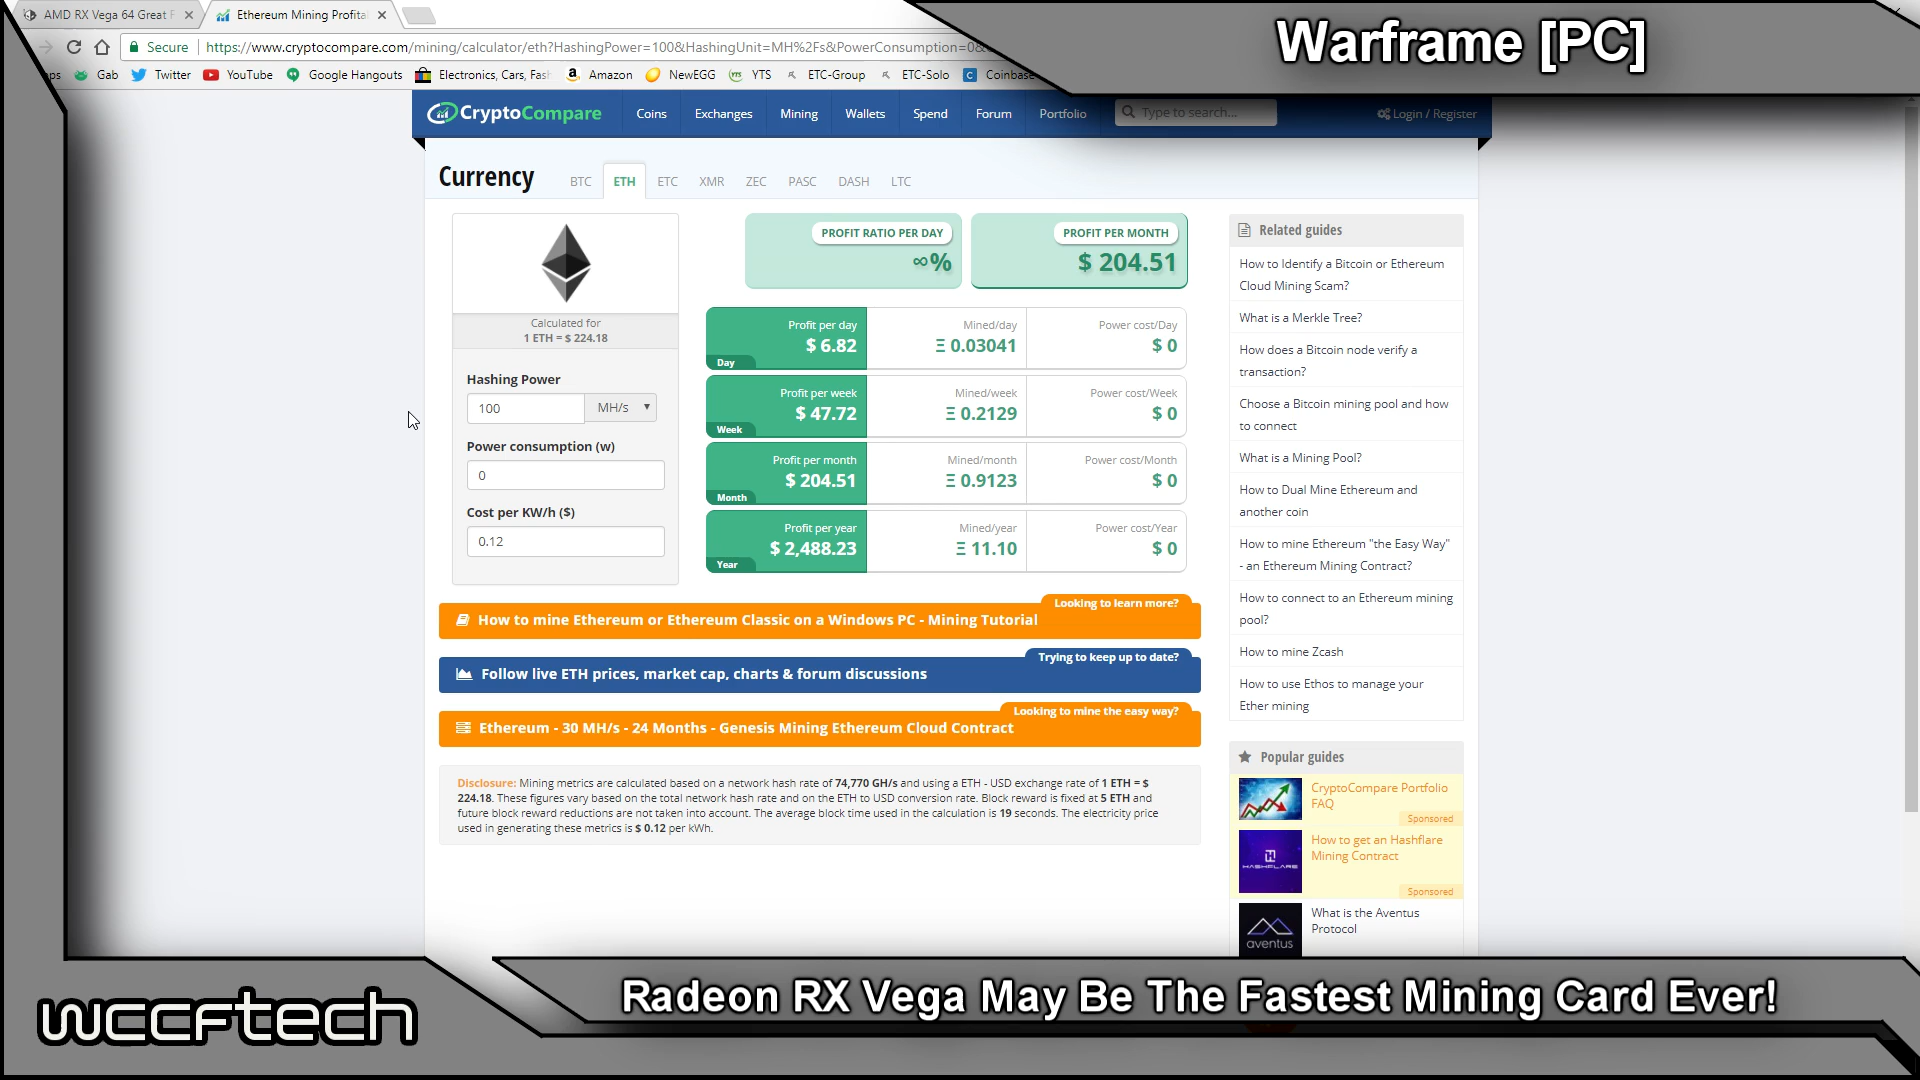 AMD RX Vega 64 Great F
Ethereum Mining Profita
Warframe [PC]
Secure
https://www.cryptocompare.com/mining/calculator/eth?HashingPower=100&HashingUnit=MH%2Fs&PowerConsumption=0&
Gab
Twitter
YouTube
Google Hangouts
Electronics, Cars, Fas
Amazon
NewEGG
YTS
ETC-Group
ETC-Solo
Coinbase
CryptoCompare
Coins
Exchanges
Mining
Wallets
Spend
Forum
Portfolio
Type to search...
Login / Register
Currency
BTC
ETH
ETC
XMR
ZEC
PASC
DASH
LTC
Calculated for
1 ETH = $ 224.18
Hashing Power
100
MH/s
Power consumption (w)
0
Cost per KW/h ($)
0.12
PROFIT RATIO PER DAY
∞%
PROFIT PER MONTH
$ 204.51
Profit per day
$ 6.82
Day
Mined/day
Ξ 0.03041
Power cost/Day
$ 0
Profit per week
$ 47.72
Week
Mined/week
Ξ 0.2129
Power cost/Week
$ 0
Profit per month
$ 204.51
Month
Mined/month
Ξ 0.9123
Power cost/Month
$ 0
Profit per year
$ 2,488.23
Year
Mined/year
Ξ 11.10
Power cost/Year
$ 0
Looking to learn more?
How to mine Ethereum or Ethereum Classic on a Windows PC - Mining Tutorial
Trying to keep up to date?
Follow live ETH prices, market cap, charts & forum discussions
Looking to mine the easy way?
Ethereum - 30 MH/s - 24 Months - Genesis Mining Ethereum Cloud Contract
Disclosure: Mining metrics are calculated based on a network hash rate of 74,770 GH/s and using a ETH - USD exchange rate of 1 ETH = $
224.18. These figures vary based on the total network hash rate and on the ETH to USD conversion rate. Block reward is fixed at 5 ETH and
future block reward reductions are not taken into account. The average block time used in the calculation is 19 seconds. The electricity price
used in generating these metrics is $ 0.12 per kWh.
Related guides
How to Identify a Bitcoin or Ethereum
Cloud Mining Scam?
What is a Merkle Tree?
How does a Bitcoin node verify a
transaction?
Choose a Bitcoin mining pool and how
to connect
What is a Mining Pool?
How to Dual Mine Ethereum and
another coin
How to mine Ethereum "the Easy Way"
- an Ethereum Mining Contract?
How to connect to an Ethereum mining
pool?
How to mine Zcash
How to use Ethos to manage your
Ether mining
Popular guides
CryptoCompare Portfolio
FAQ
Sponsored
HASHFLARE
How to get an Hashflare
Mining Contract
Sponsored
aventus
What is the Aventus
Protocol
wccftech
Radeon RX Vega May Be The Fastest Mining Card Ever!